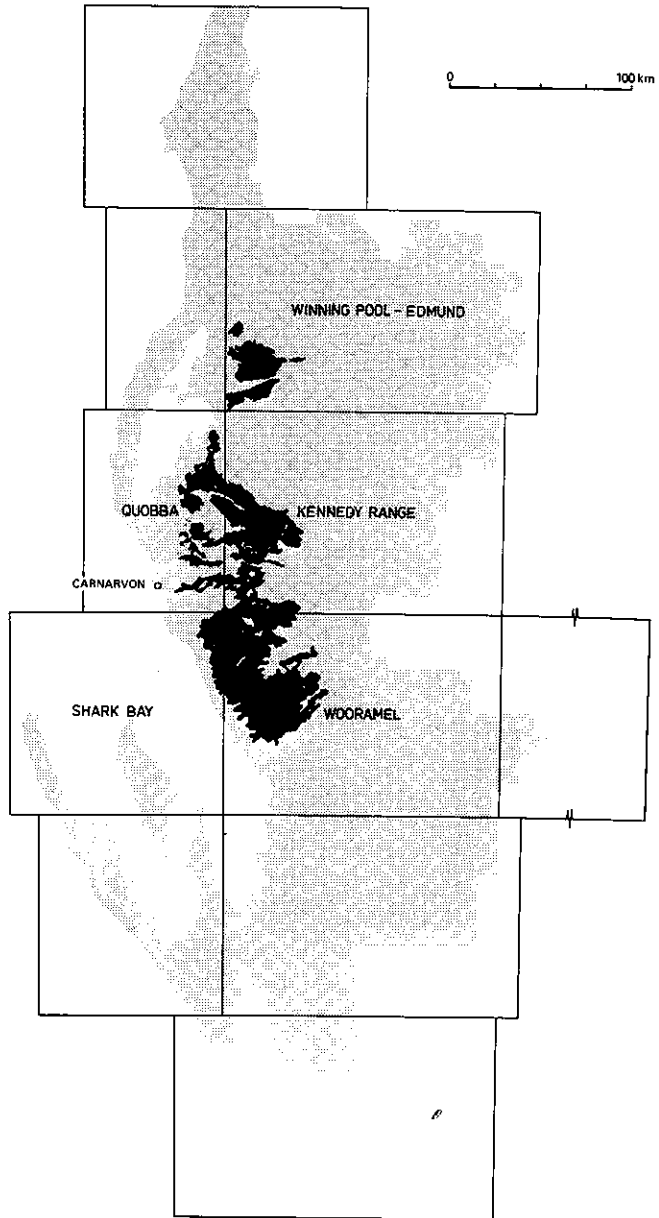 0 100 km
WINNING POOL - EDMUND
QUOBBA
KENNEDY RANGE
CARNARVON
SHARK BAY
WOORAMEL